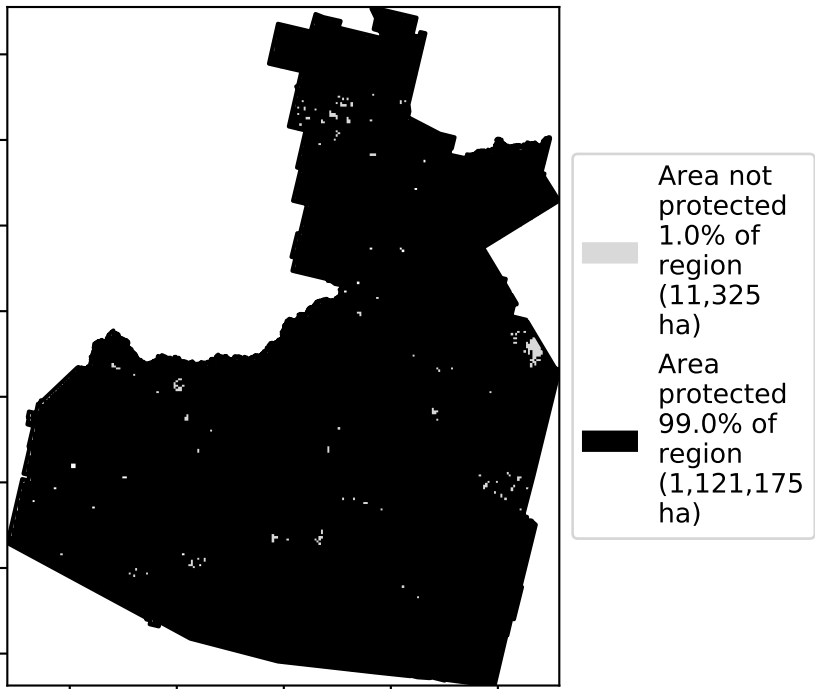 Area not
protected
1.0% of
region
(11,325
ha)
Area
protected
99.0% of
region
(1,121,175
ha)